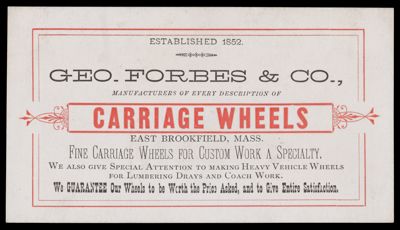 ESTABLISHED 1852.
GEO. FORBES & CO.,
MANUFACTURERS OF EVERY DESCRIPTION OF
CARRIAGE WHEELS
EAST BROOKFIELD, MASS.
FINE CARRIAGE WHEELS FOR CUSTOM WORK A SPECIALTY.
WE ALSO GIVE SPECIAL ATTENTION TO MAKING HEAVY VEHICLE WHEELS
FOR LUMBERING DRAYS AND COACH WORK.
We GUARANTEE Our Wheels to be Worth the Price Asked, and to Give Entire Satisfaction.